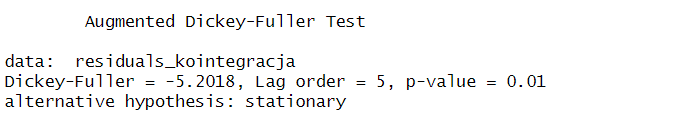 Augmented Dickey-Fuller Test
data:  residuals_kointegracja
Dickey-Fuller = -5.2018, Lag order = 5, p-value = 0.01
alternative hypothesis: stationary